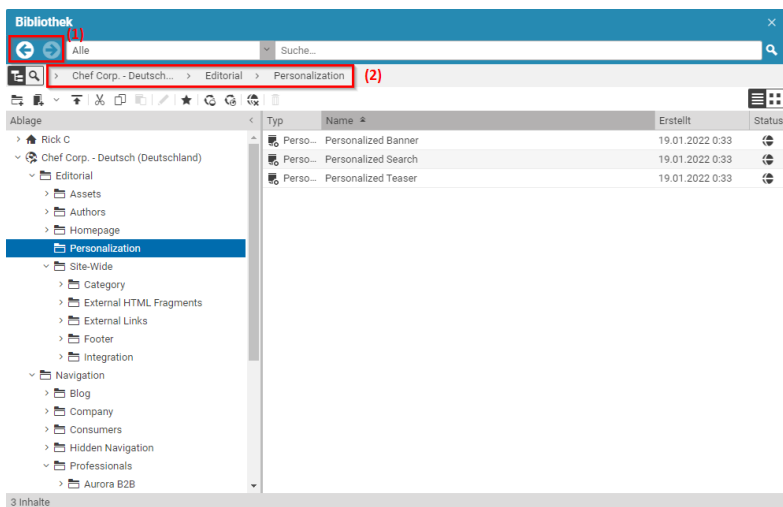 Bibliothek
(1)
Alle Suche...
Chef Corp. - Deutsch... > Editorial > Personalization (2)
Ablage Typ Name Erstellt Status
Rick C
Chef Corp. - Deutsch (Deutschland)
Editorial
Assets
Authors
Homepage
Personalization
Site-Wide
Category
External HTML Fragments
External Links
Footer
Integration
Navigation
Blog
Company
Consumers
Hidden Navigation
Professionals
Aurora B2B
Perso... Personalized Banner 19.01.2022 0:33
Perso... Personalized Search 19.01.2022 0:33
Perso... Personalized Teaser 19.01.2022 0:33
3 Inhalte